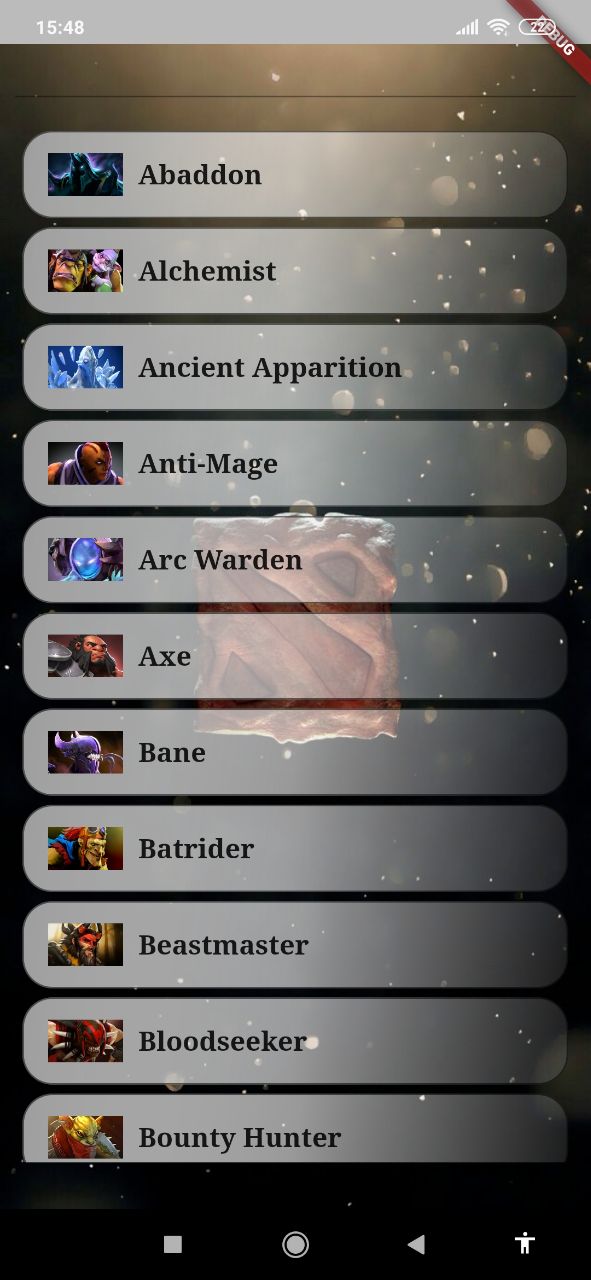 15:48
22
DEBUG
Abaddon
Alchemist
Ancient Apparition
Anti-Mage
Arc Warden
Axe
Bane
Batrider
Beastmaster
Bloodseeker
Bounty Hunter